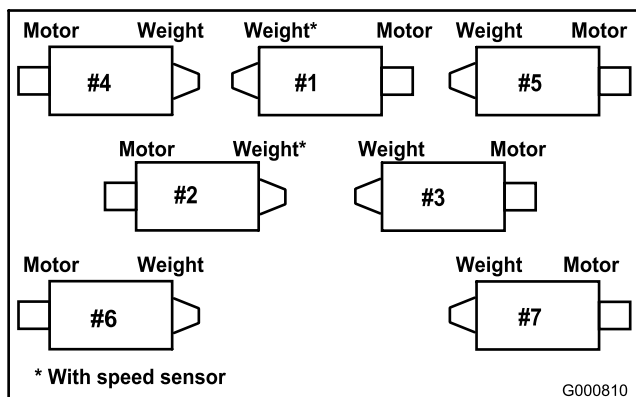 Motor Weight Weight* Motor Weight Motor
#4 #1 #5
Motor Weight* Weight Motor
#2 #3
Motor Weight Weight Motor
#6 #7
* With speed sensor
G000810